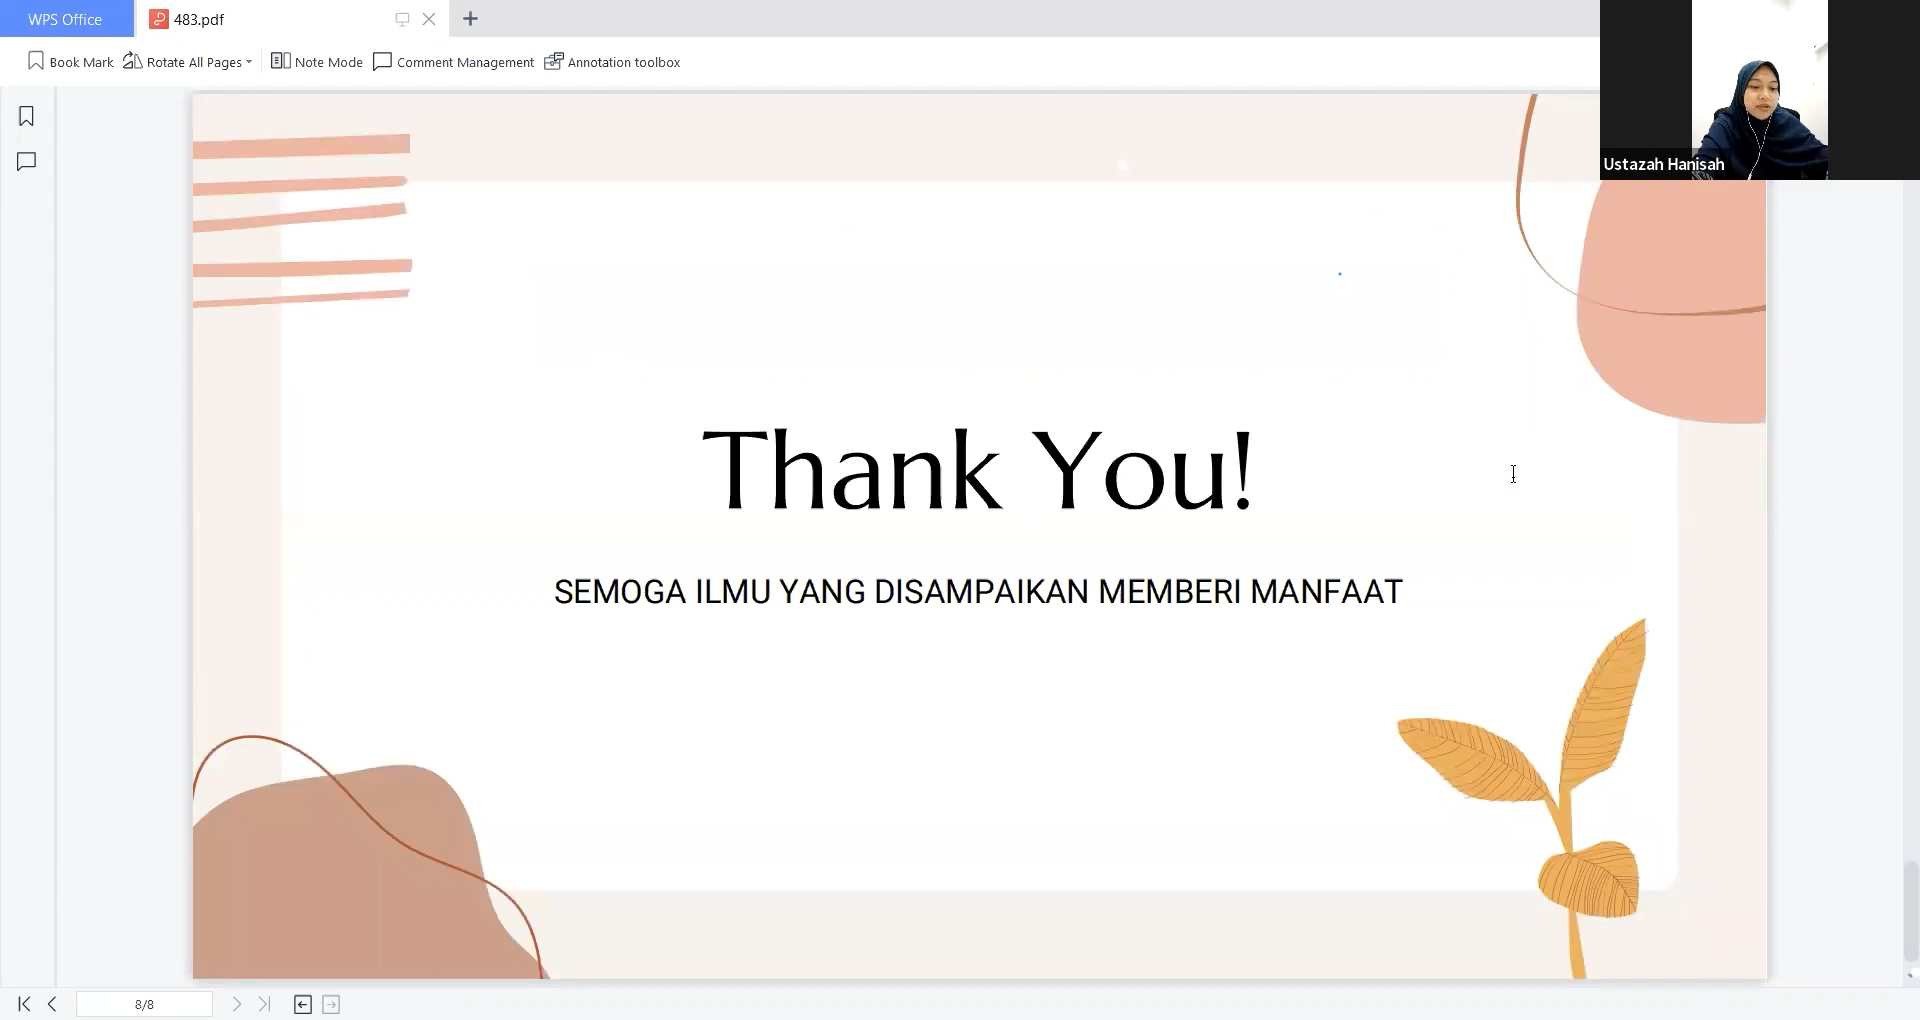 WPS Office
483.pdf
Book Mark
Rotate All Pages
Note Mode
Comment Management
Annotation toolbox
Ustazah Hanisah
Thank You!
SEMOGA ILMU YANG DISAMPAIKAN MEMBERI MANFAAT
8/8